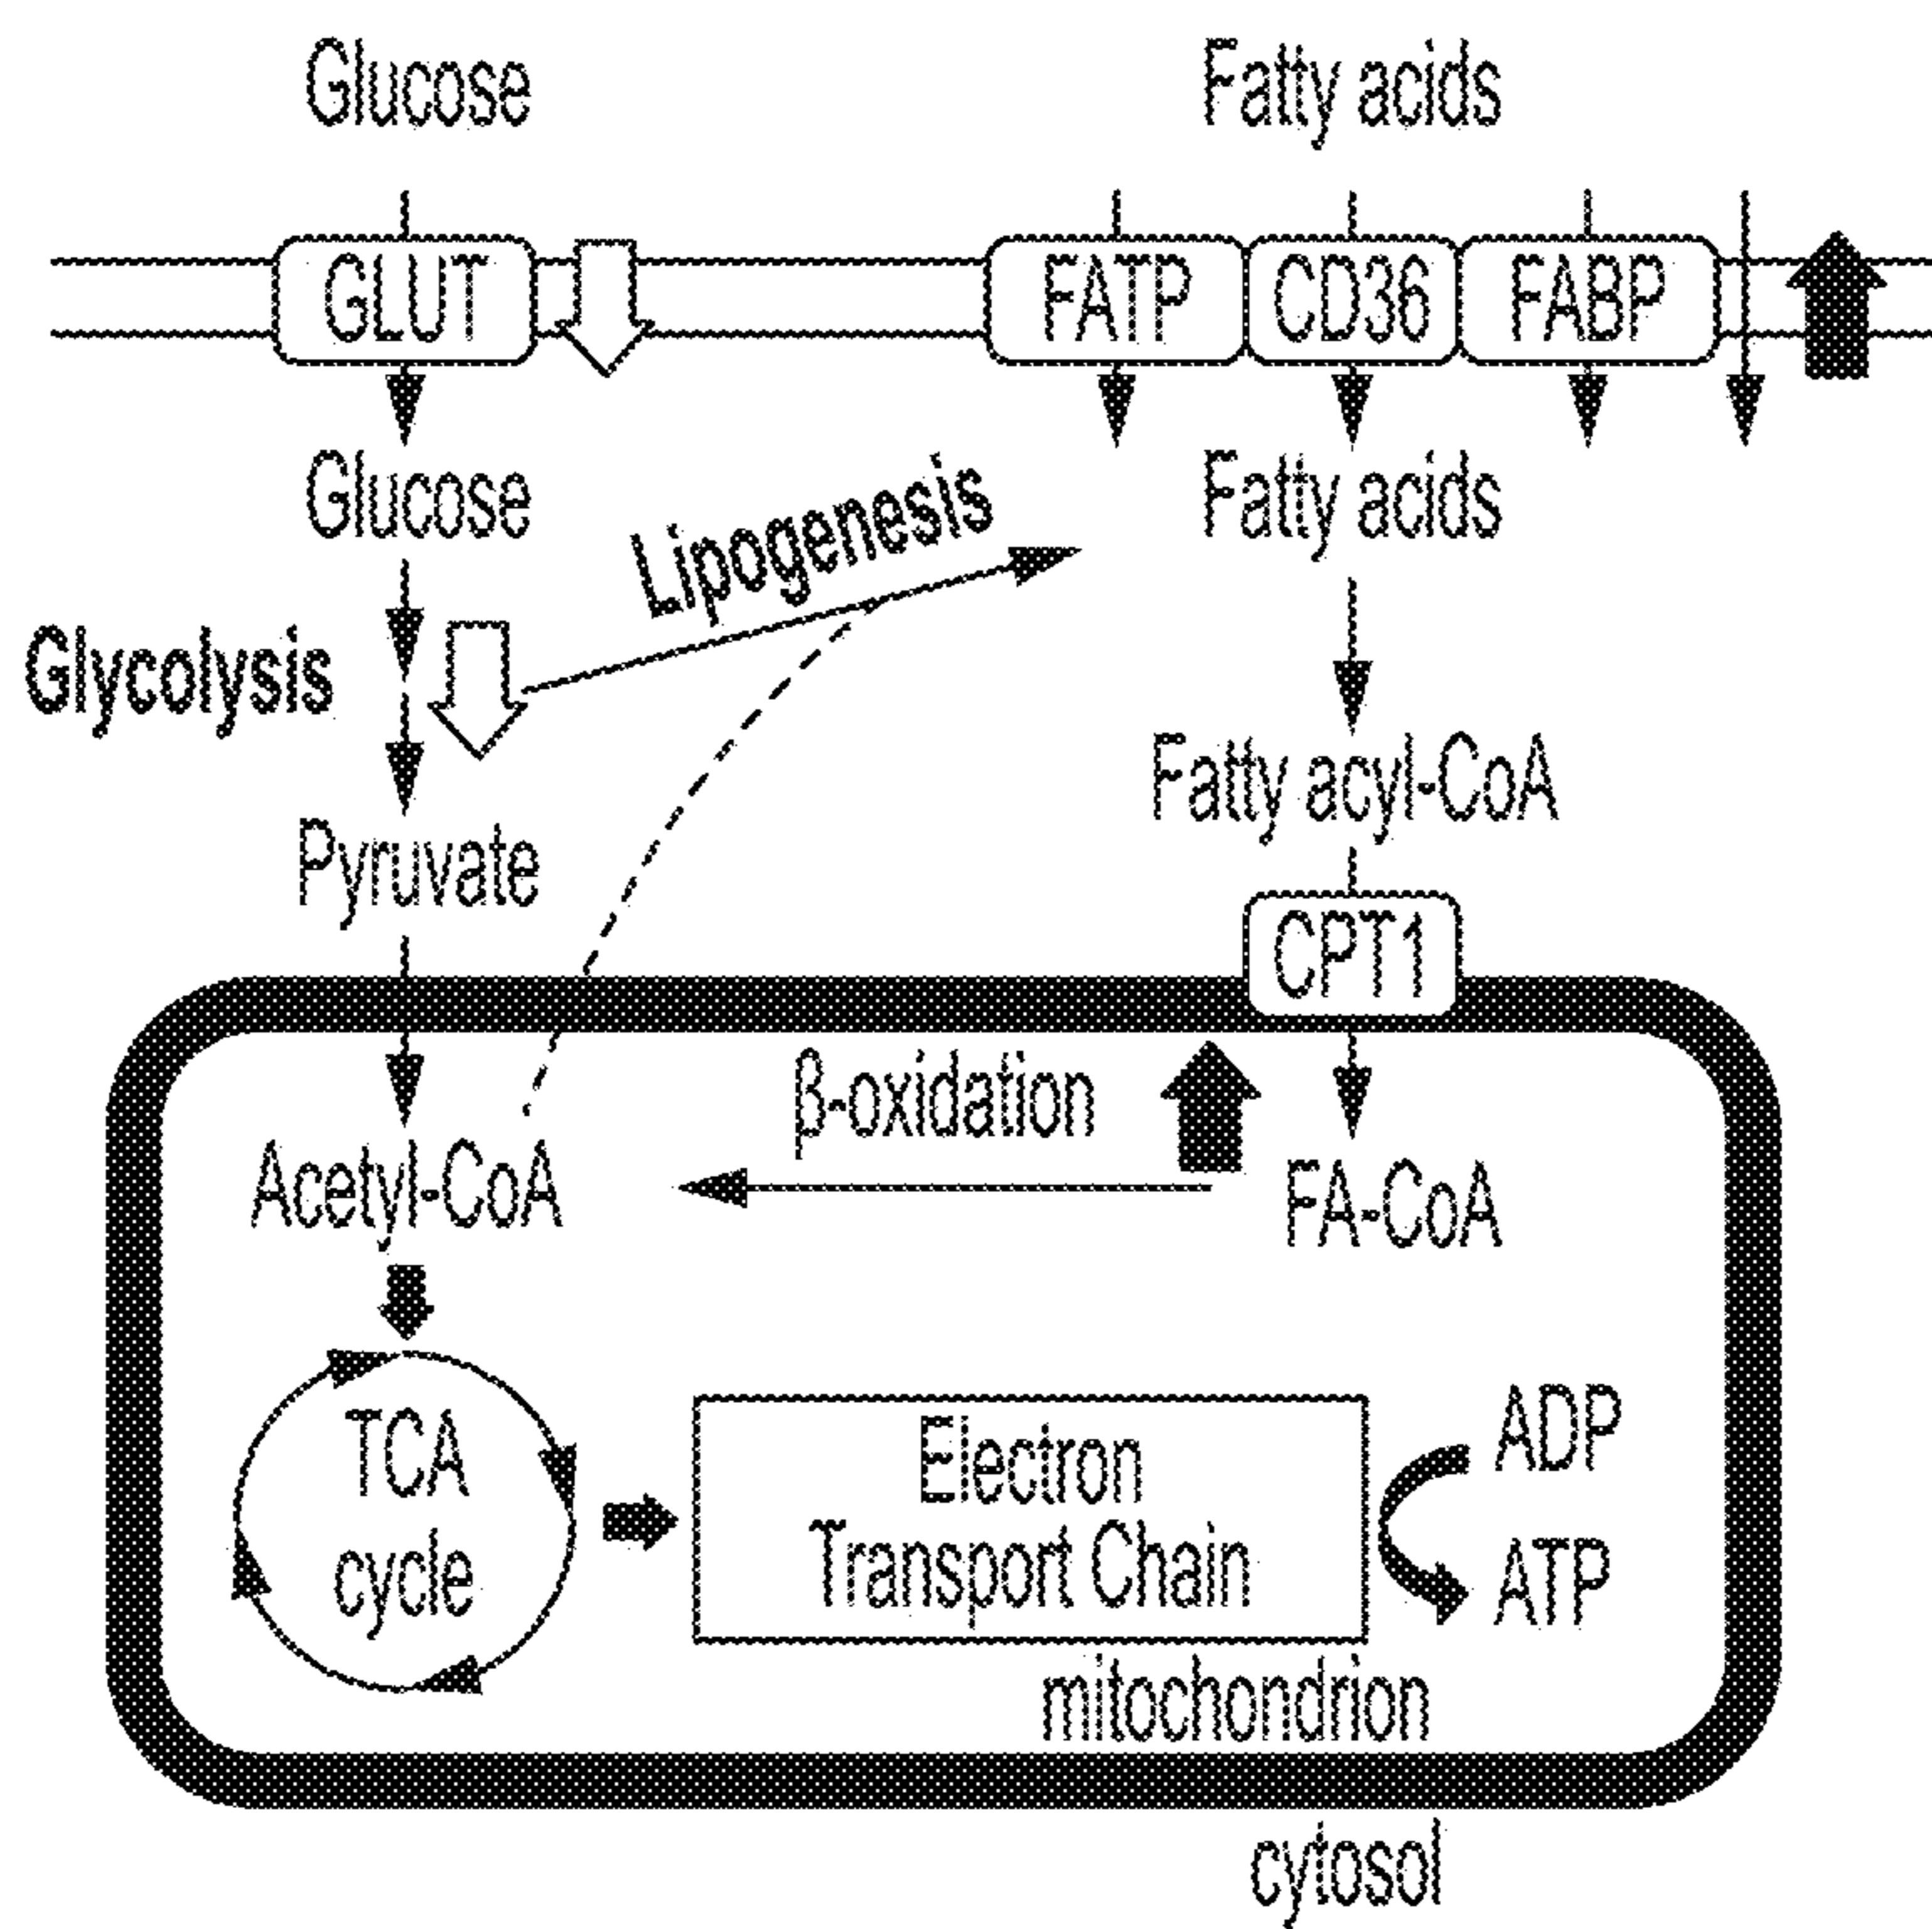 Glucose
Fatty acids
GLUT
FATP
CD36
FABP
Glucose
Fatty acids
Lipogenesis
Glycolysis
Fatty acyl-CoA
Pyruvate
CPT1
β-oxidation
Acetyl-CoA
FA-CoA
TCA
cycle
Electron
Transport Chain
ADP
ATP
mitochondrion
cytosol